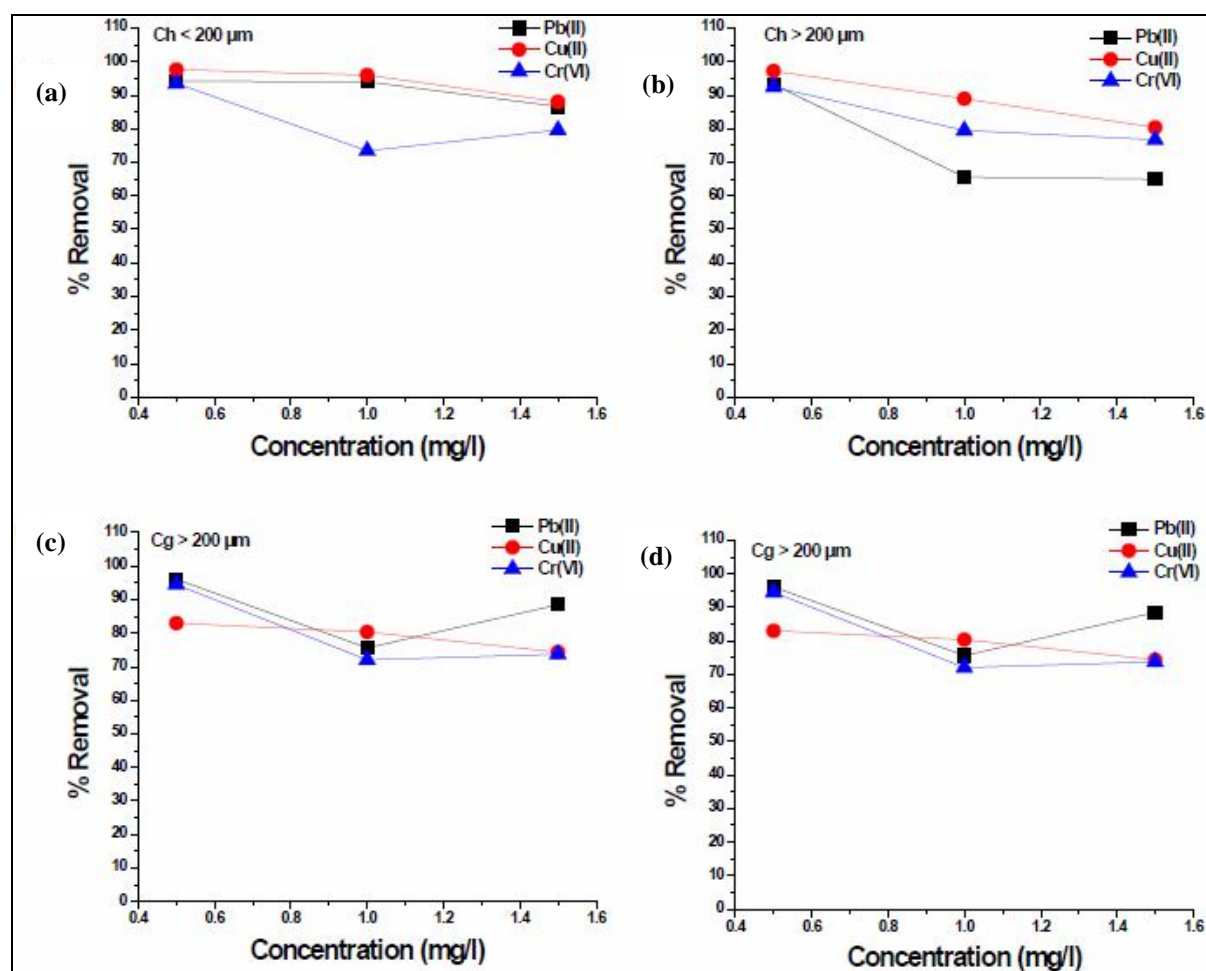 (a)
Ch < 200 µm
Pb(II)
Cu(II)
Cr(VI)
110
100
90
80
70
60
50
40
30
20
10
0
% Removal
0.4 0.6 0.8 1.0 1.2 1.4 1.6
Concentration (mg/l)
(b)
Ch > 200 µm
Pb(II)
Cu(II)
Cr(VI)
110
100
90
80
70
60
50
40
30
20
10
0
% Removal
0.4 0.6 0.8 1.0 1.2 1.4 1.6
Concentration (mg/l)
(c)
Cg > 200 µm
Pb(II)
Cu(II)
Cr(VI)
110
100
90
80
70
60
50
40
30
20
10
0
% Removal
0.4 0.6 0.8 1.0 1.2 1.4 1.6
Concentration (mg/l)
(d)
Cg > 200 µm
Pb(II)
Cu(II)
Cr(VI)
110
100
90
80
70
60
50
40
30
20
10
0
% Removal
0.4 0.6 0.8 1.0 1.2 1.4 1.6
Concentration (mg/l)